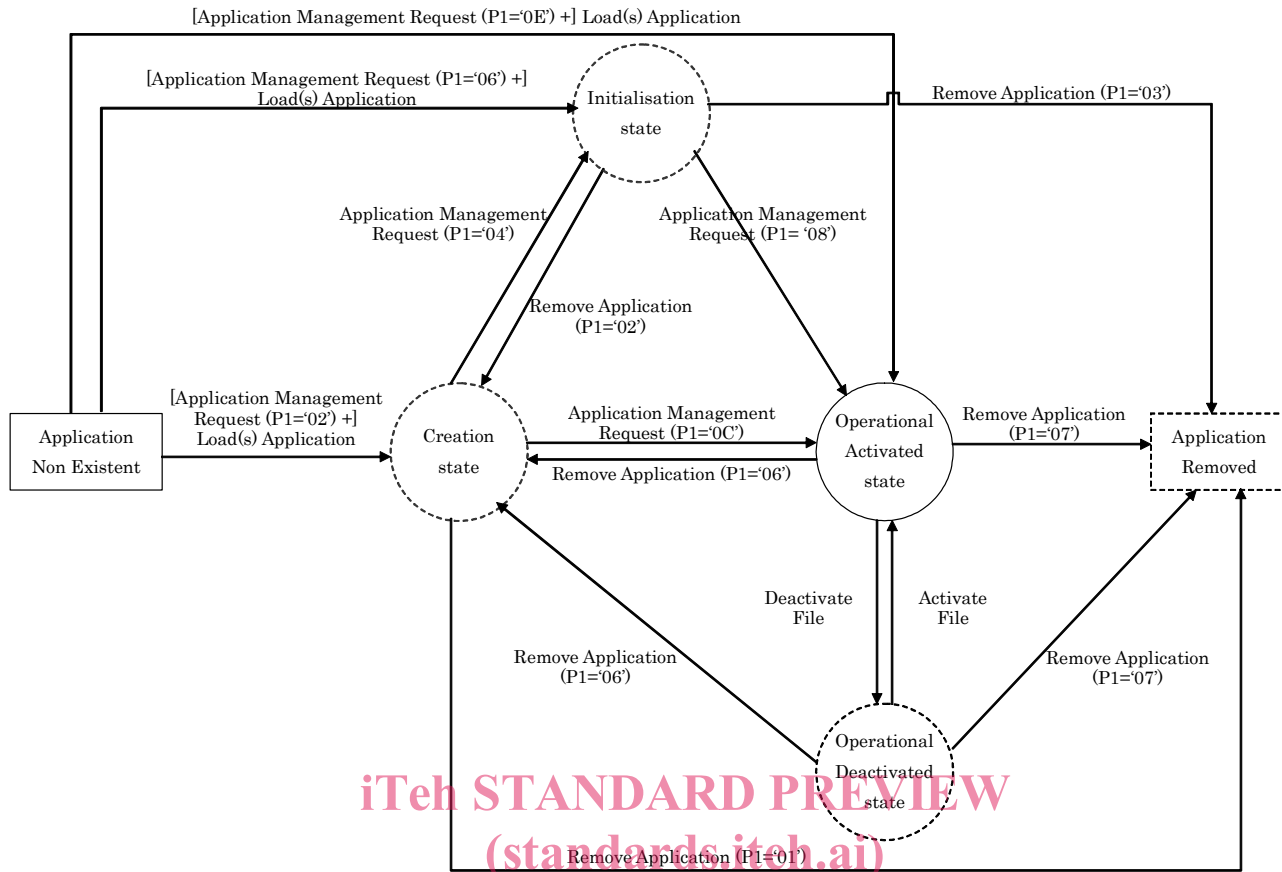 [Application Management Request (P1=‘0E’) +] Load(s) Application
[Application Management Request (P1=‘06’) +]
Load(s) Application
Initialisation
state
Remove Application (P1=‘03’)
Application Management
Request (P1=‘04’)
Application Management
Request (P1= ‘08’)
Remove Application
(P1=‘02’)
[Application Management
Request (P1=‘02’) +]
Load(s) Application
Application
Non Existent
Creation
state
Application Management
Request (P1=‘0C’)
Remove Application (P1=‘06’)
Operational
Activated
state
Remove Application
(P1=‘07’)
Application
Removed
Deactivate
File
Activate
File
Remove Application
(P1=‘06’)
Remove Application
(P1=‘07’)
Operational
Deactivated
state
iTeh STANDARD PREVIEW
(standards.iteh.ai)
Remove Application (P1=‘01’)